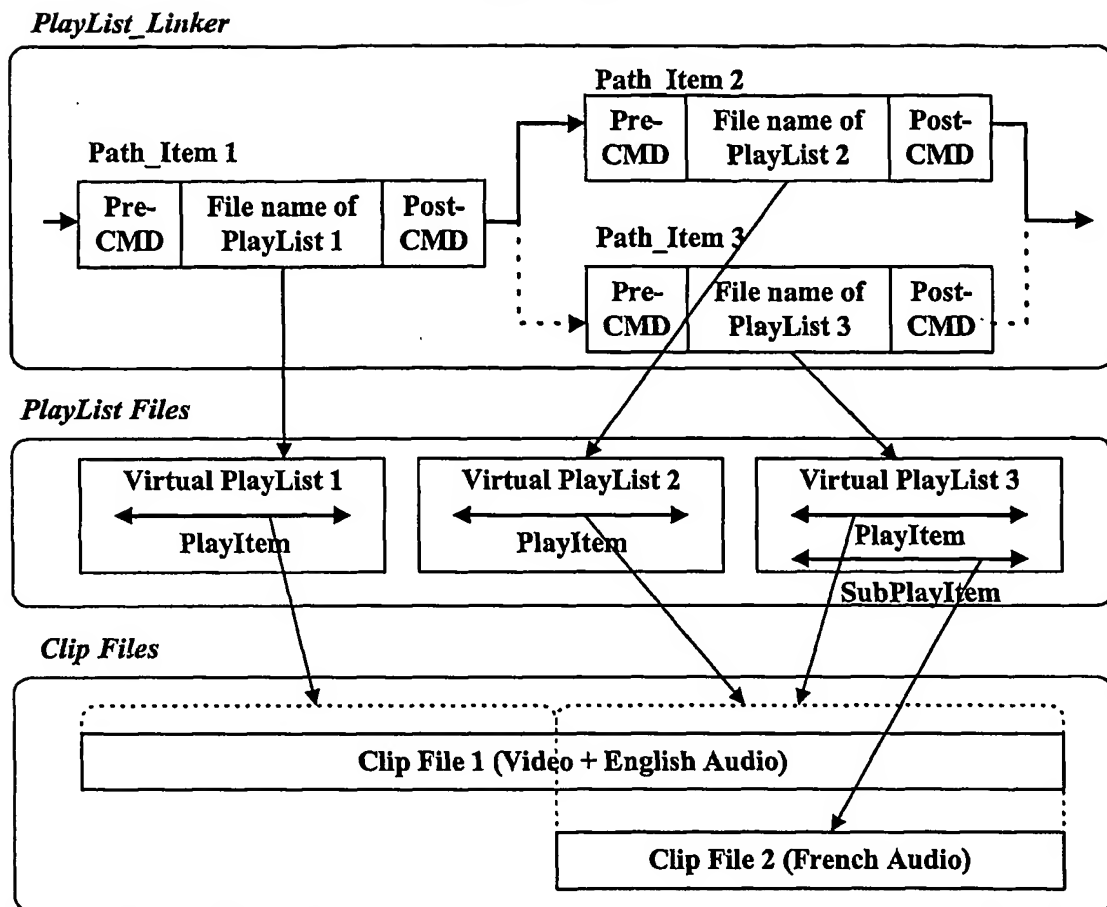 PlayList_Linker
Path_Item 2
Pre-
CMD
File name of
PlayList 2
Post-
CMD
Path_Item 1
Pre-
CMD
File name of
PlayList 1
Post-
CMD
Path_Item 3
Pre-
CMD
File name of
PlayList 3
Post-
CMD
PlayList Files
Virtual PlayList 1
PlayItem
Virtual PlayList 2
PlayItem
Virtual PlayList 3
PlayItem
SubPlayItem
Clip Files
Clip File 1 (Video + English Audio)
Clip File 2 (French Audio)